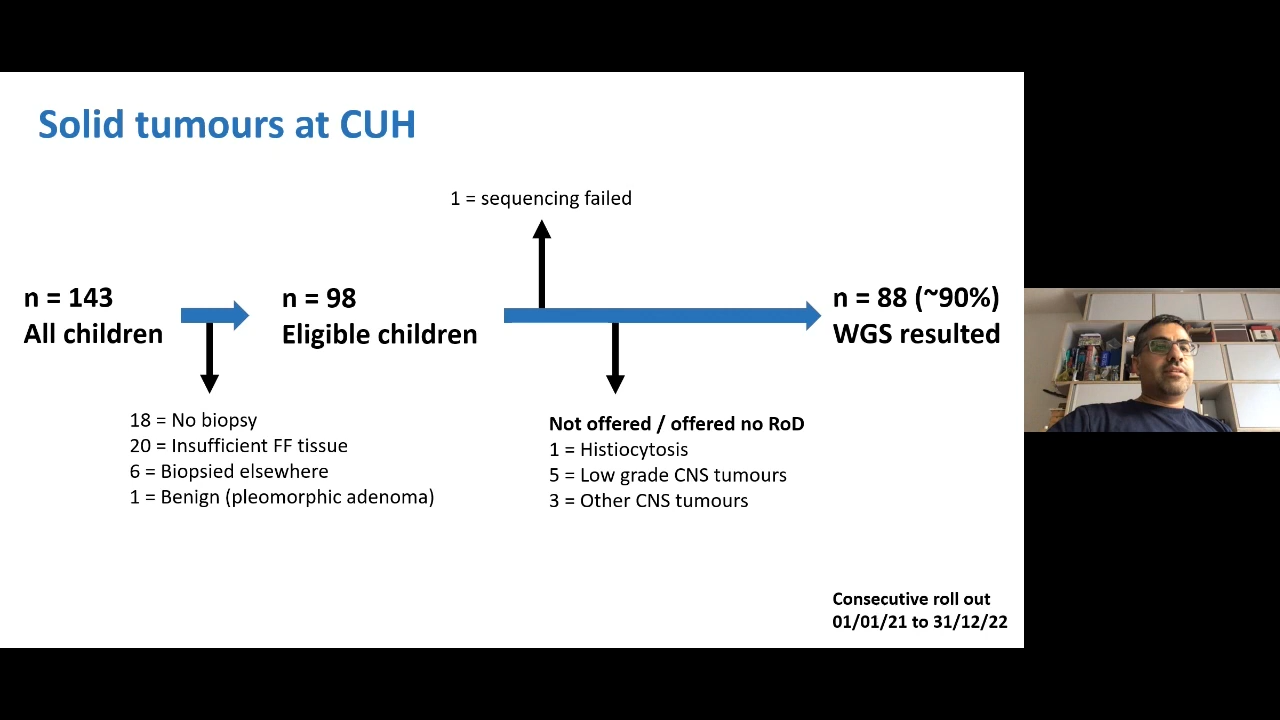 Solid tumours at CUH
1 = sequencing failed
n = 143
All children
n = 98
Eligible children
n = 88 (~90%)
WGS resulted
18 = No biopsy
20 = Insufficient FF tissue
6 = Biopsied elsewhere
1 = Benign (pleomorphic adenoma)
Not offered / offered no RoD
1 = Histiocytosis
5 = Low grade CNS tumours
3 = Other CNS tumours
Consecutive roll out
01/01/21 to 31/12/22